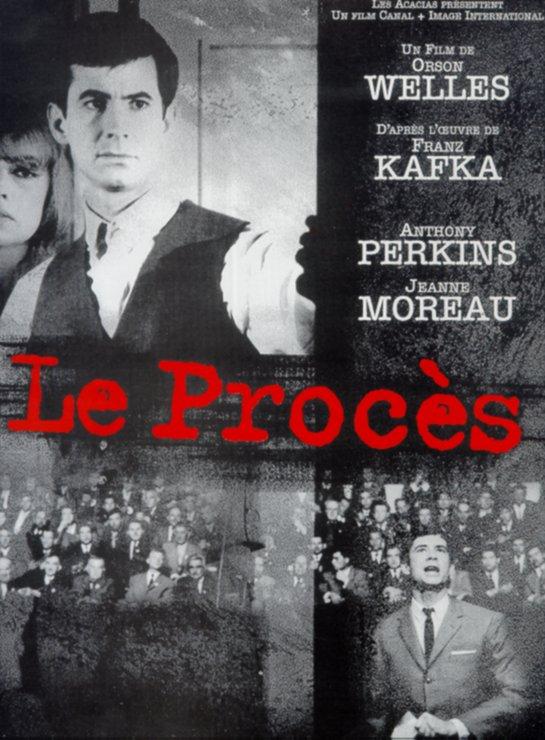 Les Acacias présentent
Un film Canal + Image International
Un Film de
Orson
Welles
D'après l'œuvre de
Franz
Kafka
Anthony
Perkins
Jeanne
Moreau
Le Procès